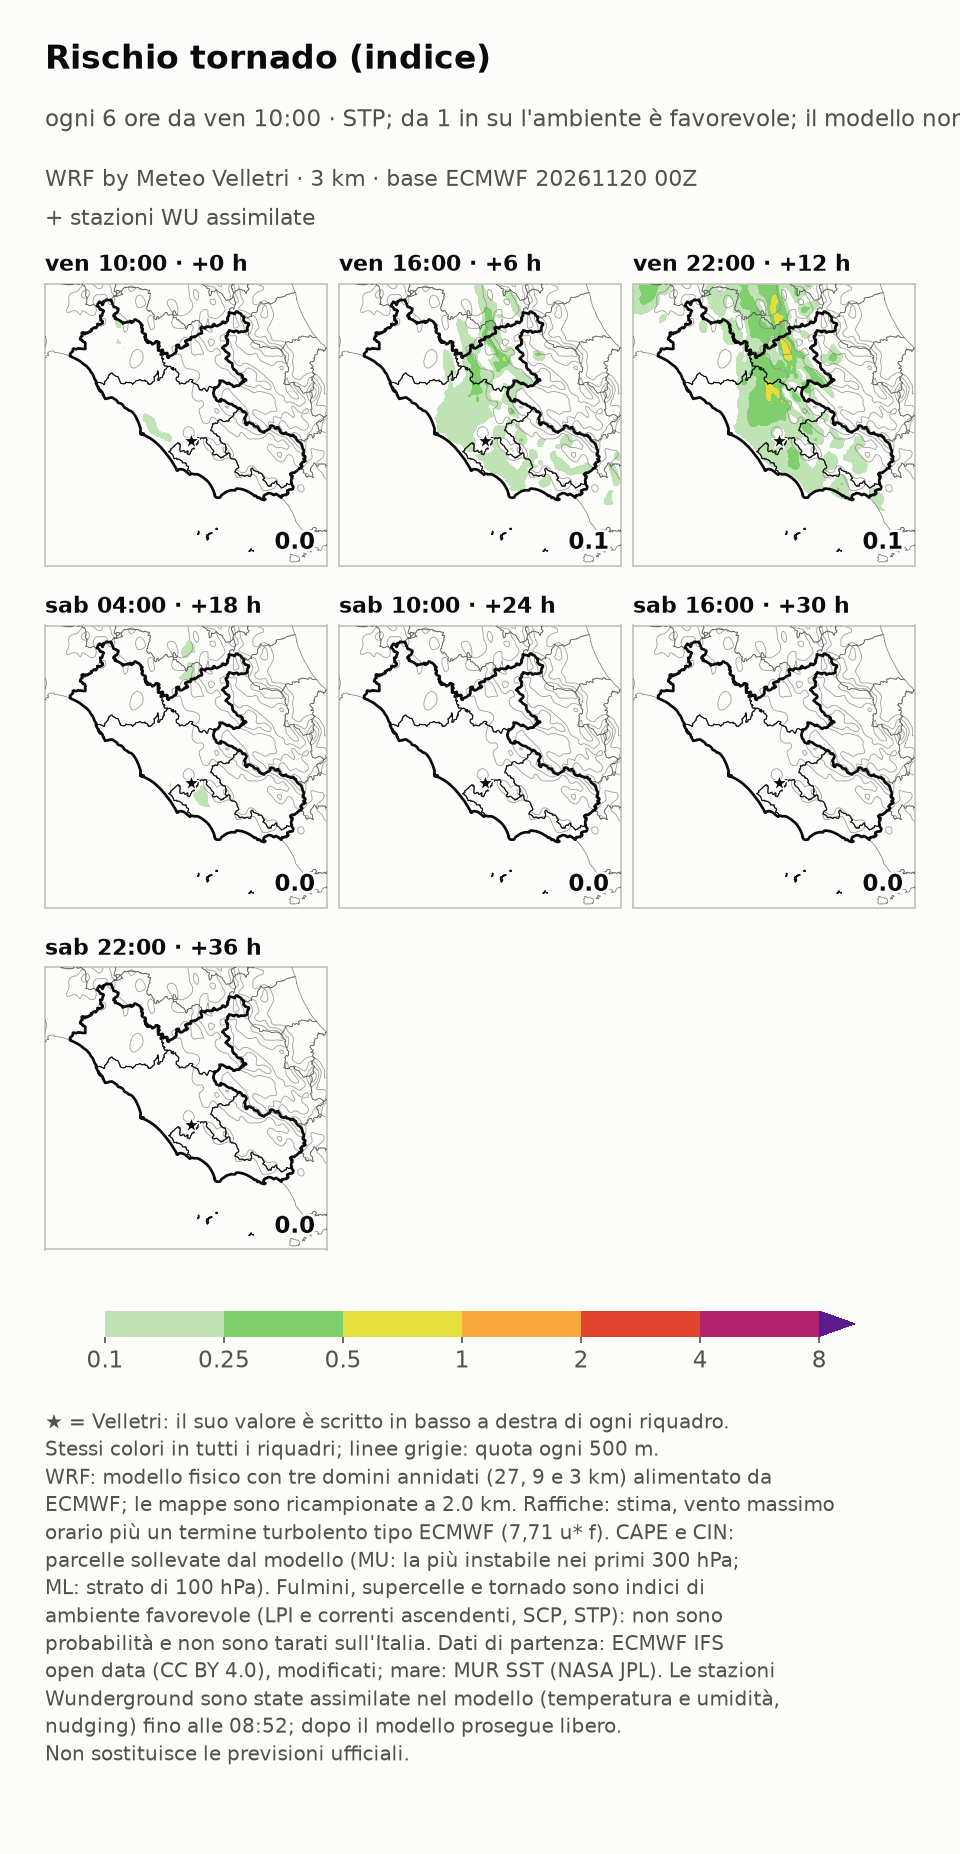 Rischio tornado (indice)
ogni 6 ore da ven 10:00 · STP; da 1 in su l'ambiente è favorevole; il modello non
WRF by Meteo Velletri · 3 km · base ECMWF 20261120 00Z
+ stazioni WU assimilate
ven 10:00 · +0 h
ven 16:00 · +6 h
ven 22:00 · +12 h
0.0
0.1
0.1
sab 04:00 · +18 h
sab 10:00 · +24 h
sab 16:00 · +30 h
0.0
0.0
0.0
sab 22:00 · +36 h
0.0
0.1
0.25
0.5
1
2
4
8
★ = Velletri: il suo valore è scritto in basso a destra di ogni riquadro.
Stessi colori in tutti i riquadri; linee grigie: quota ogni 500 m.
WRF: modello fisico con tre domini annidati (27, 9 e 3 km) alimentato da
ECMWF; le mappe sono ricampionate a 2.0 km. Raffiche: stima, vento massimo
orario più un termine turbolento tipo ECMWF (7,71 u* f). CAPE e CIN:
parcelle sollevate dal modello (MU: la più instabile nei primi 300 hPa;
ML: strato di 100 hPa). Fulmini, supercelle e tornado sono indici di
ambiente favorevole (LPI e correnti ascendenti, SCP, STP): non sono
probabilità e non sono tarati sull'Italia. Dati di partenza: ECMWF IFS
open data (CC BY 4.0), modificati; mare: MUR SST (NASA JPL). Le stazioni
Wunderground sono state assimilate nel modello (temperatura e umidità,
nudging) fino alle 08:52; dopo il modello prosegue libero.
Non sostituisce le previsioni ufficiali.